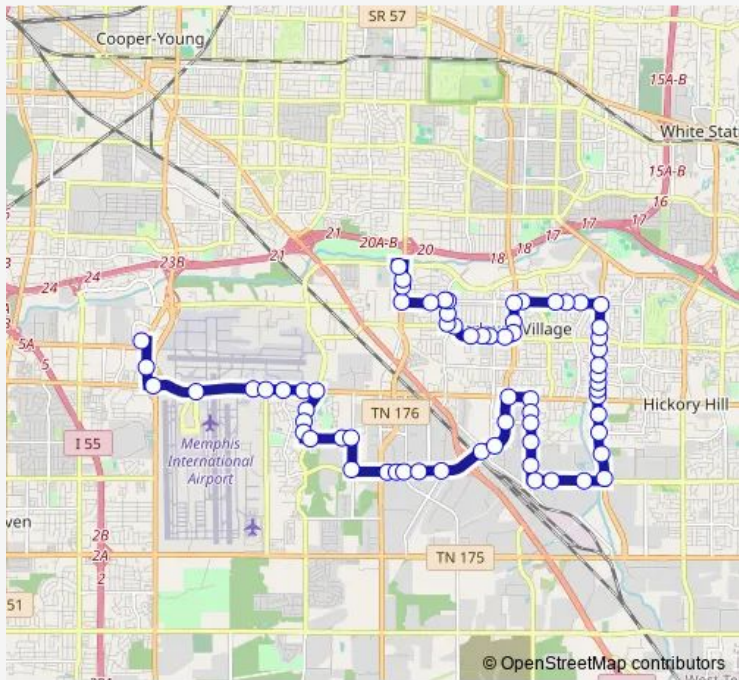 SR 57
Cooper-Young
15A-B
White Stat
15A-B
16
17
17
21
20A-B
20
18
18
21
23B
24
24
5A
5
Village
TN 176
Hickory Hill
I 55
Memphis
International
Airport
ven
2B
2A
2
TN 175
51
© OpenStreetMap contributors